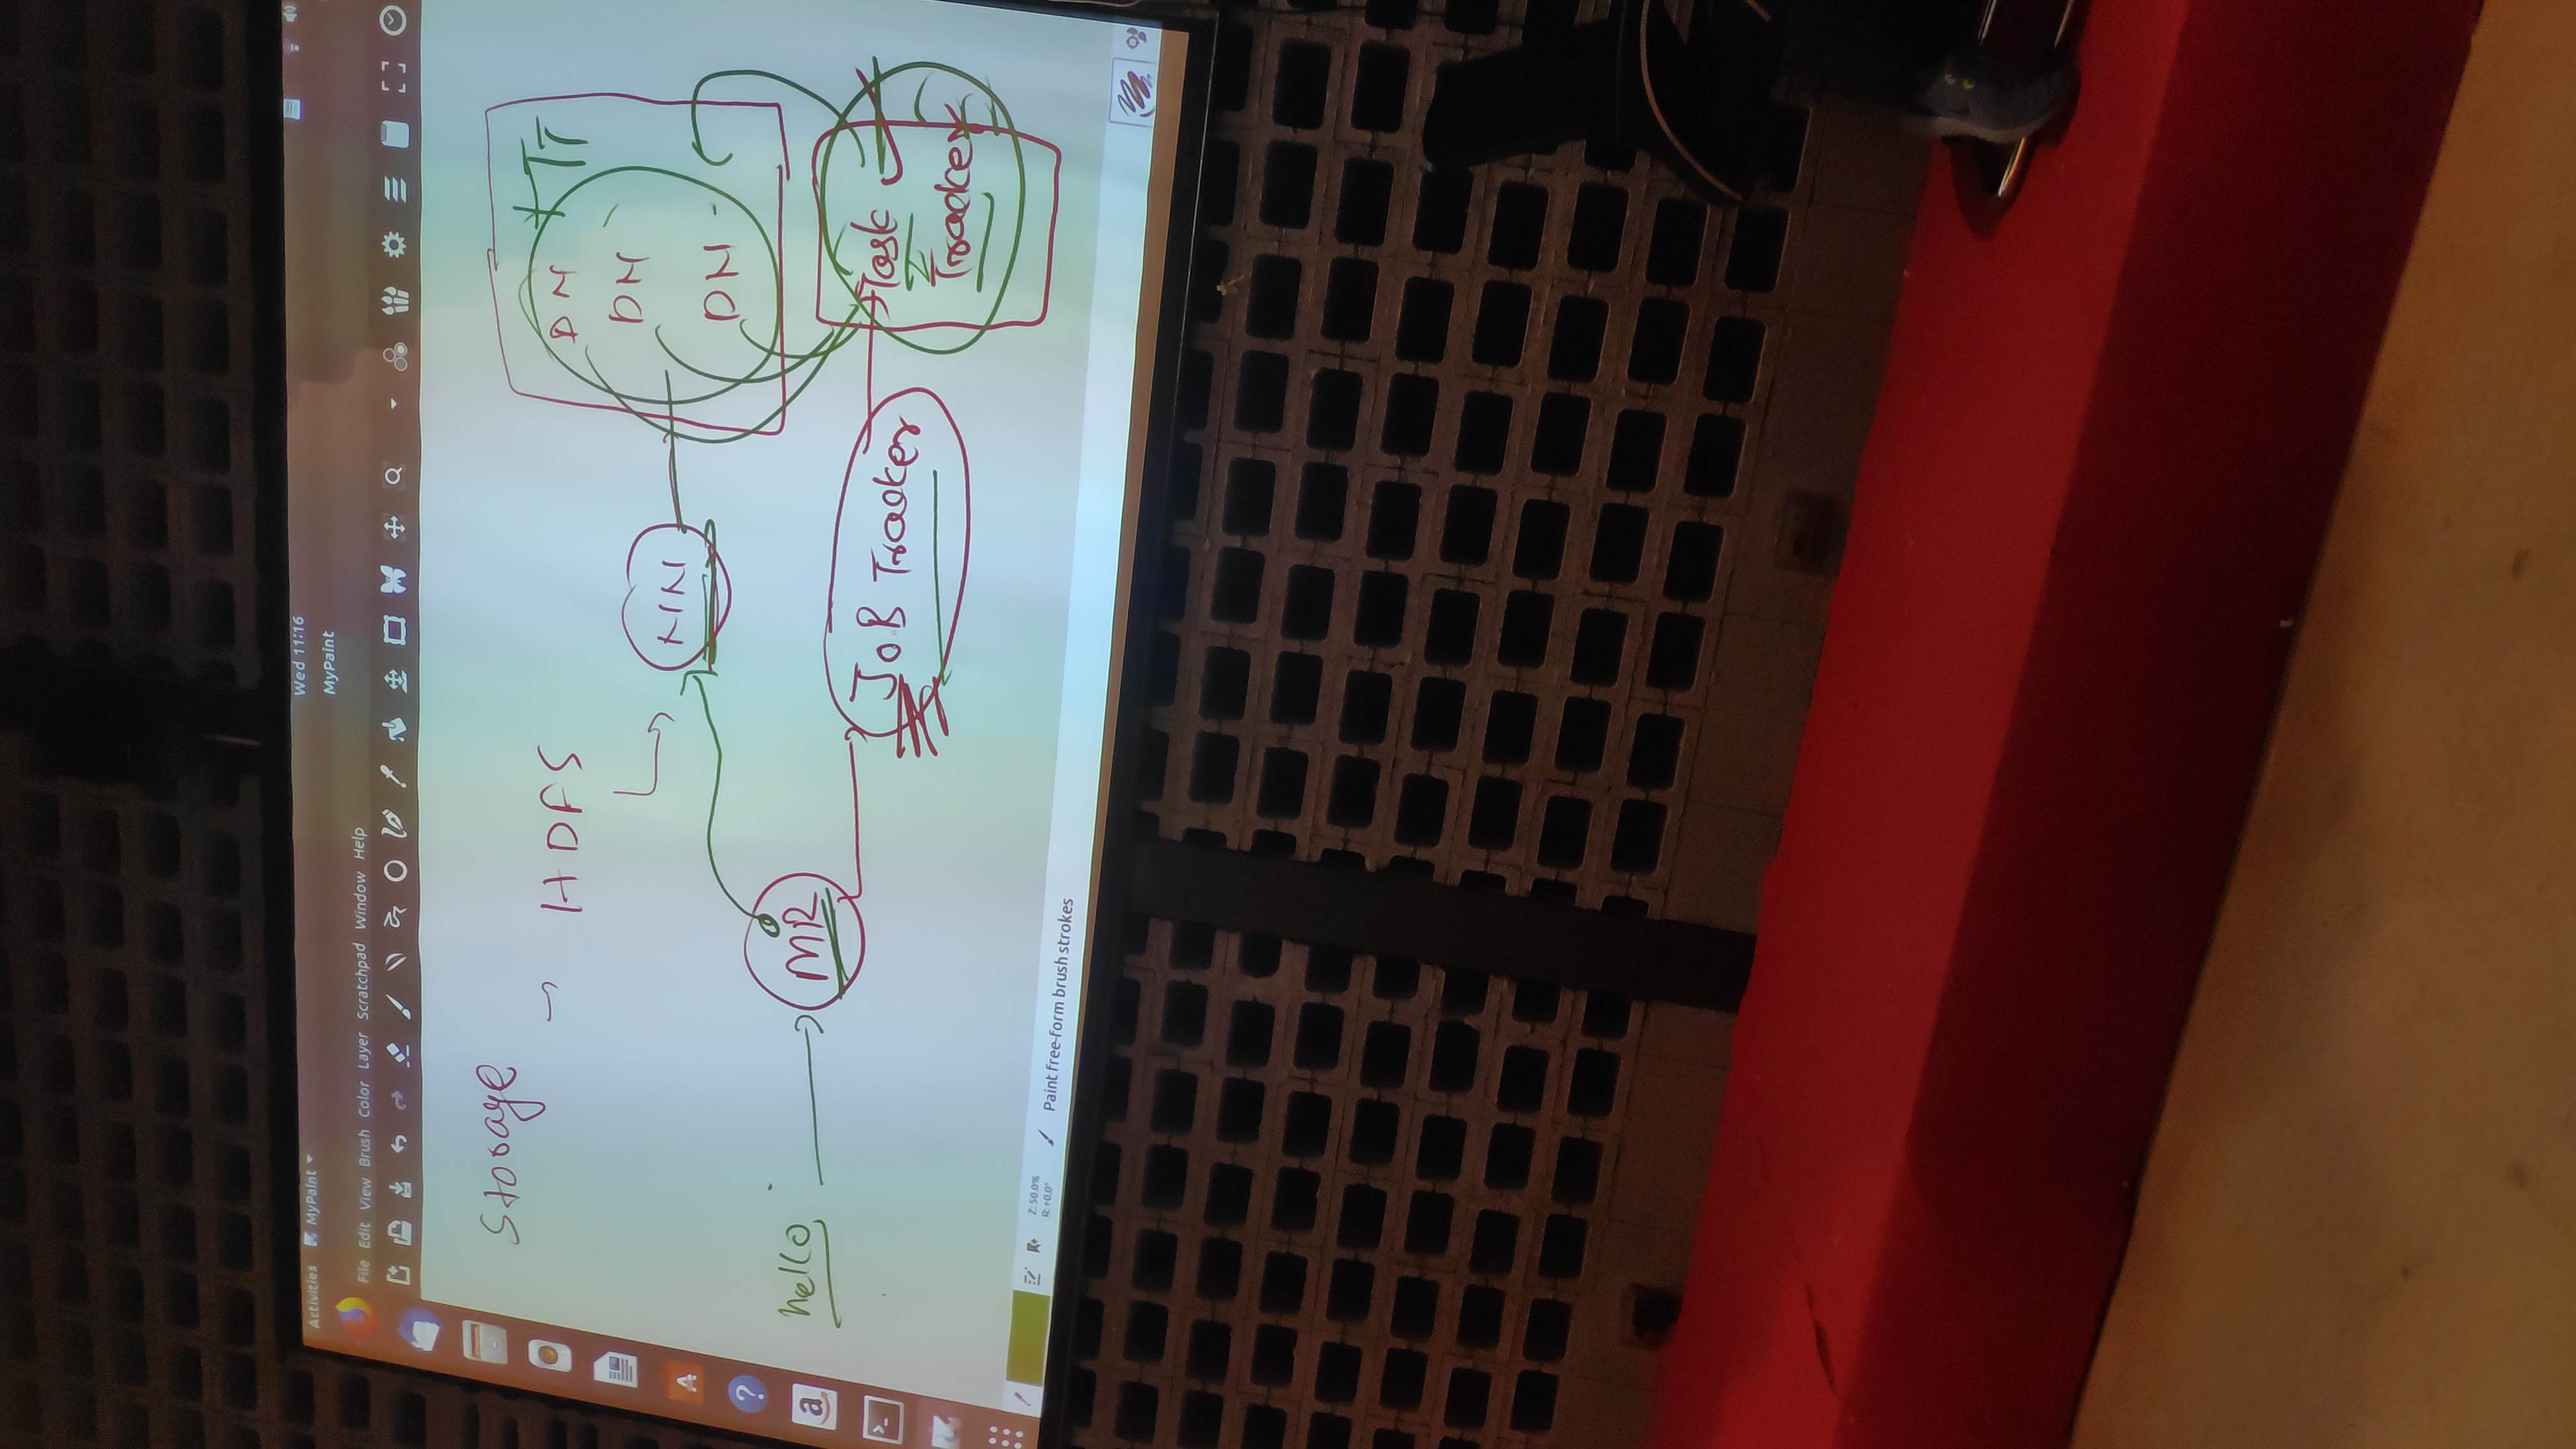 Wed 11:16
Activities MyPaint
MyPaint
File Edit View Brush Color Layer Scratchpad Window Help
Storage
HDFS
DN + TT
DN
DN
NN
hello
MR
JOB Tracker
Task
Tracker
Z: 50.0%
R: +0.0°
Paint free-form brush strokes